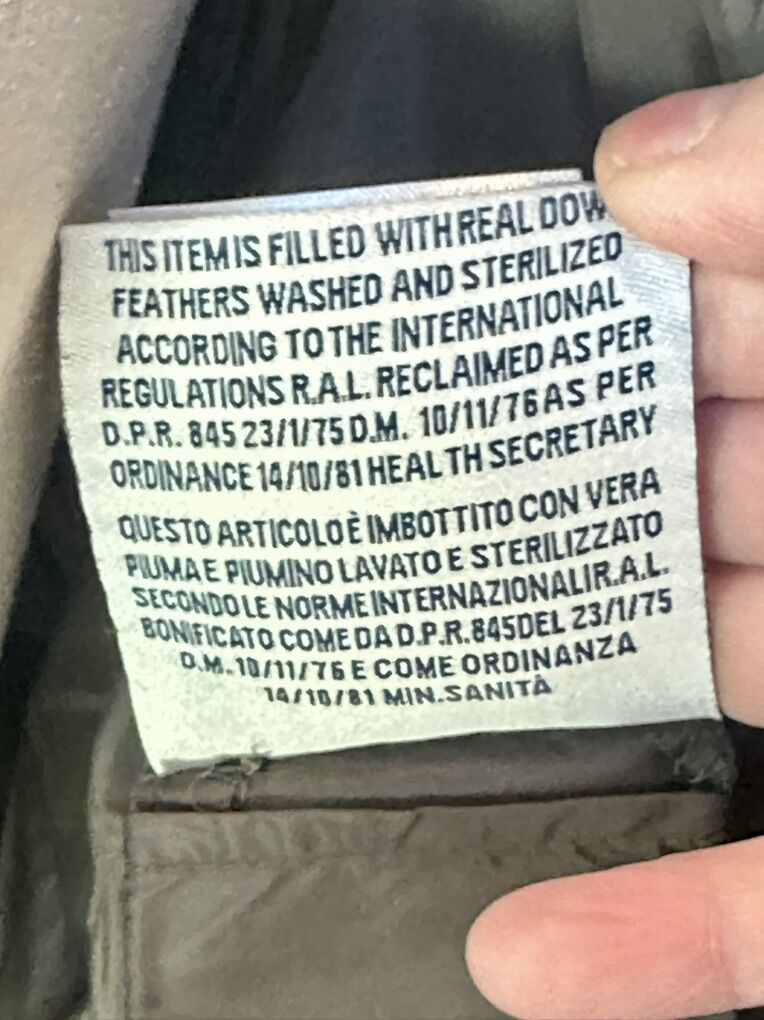 THIS ITEM IS FILLED WITH REAL
FEATHERS WASHED AND STERILIZED
ACCORDING TO THE INTERNATIONAL
REGULATIONS R.A.L. RECLAIMED AS PER
D.P.R. 845 23/1/75 D.M. 10/11/76 AS PER
ORDINANCE 14/10/81 HEALTH SECRETARY
QUESTO ARTICOLO È IMBOTTITO CON VERA
PIUMA E PIUMINO LAVATO E STERILIZZATO
SECONDO LE NORME INTERNAZIONALI R.A.L.
BONIFICATO COME DA D.P.R. 845 DEL 23/1/75
D.M. 10/11/76 E COME ORDINANZA
14/10/81 MIN. SANITÀ